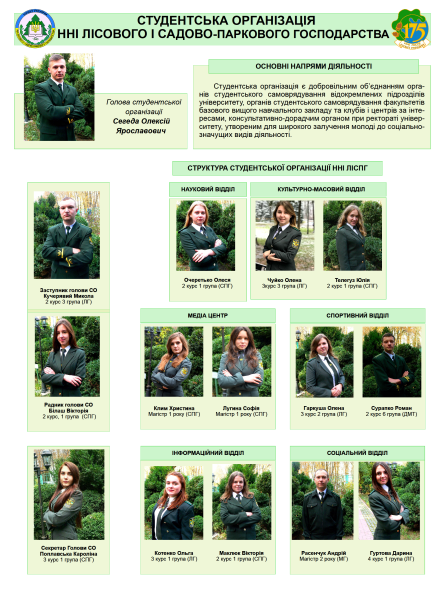 СТУДЕНТСЬКА ОРГАНІЗАЦІЯ
ННІ ЛІСОВОГО І САДОВО-ПАРКОВОГО ГОСПОДАРСТВА
175
Голова студентської
організації
Сегеда Олексій
Ярославович
ОСНОВНІ НАПРЯМИ ДІЯЛЬНОСТІ
Студентська організація є добровільним об'єднанням орга-
нів студентського самоврядування відокремлених підрозділів
університету, органів студентського самоврядування факультетів
базового вищого навчального закладу та клубів і центрів за інте-
ресами, консультативно-дорадчим органом при ректораті універ-
ситету, утвореним для широкого залучення молоді до соціально-
значущих видів діяльності.
СТРУКТУРА СТУДЕНТСЬКОЇ ОРГАНІЗАЦІЇ ННІ ЛІСПГ
Заступник голови СО
Кучерявий Микола
2 курс 3 група (ЛГ)
НАУКОВИЙ ВІДДІЛ
Очеретько Олеся
2 курс 1 група (СПГ)
КУЛЬТУРНО-МАСОВИЙ ВІДДІЛ
Чуйко Олена
3курс 3 група (ЛГ)
Телегуз Юлія
2 курс 1 група (СПГ)
Радник голови СО
Білаш Вікторія
2 курс, 1 група (СПГ)
МЕДІА ЦЕНТР
Клим Христина
Магістр 1 року (СПГ)
Лугина Софія
Магістр 1 року (СПГ)
СПОРТИВНИЙ ВІДДІЛ
Гаркуша Олена
3 курс 2 група (ЛГ)
Сурапко Роман
2 курс 6 група (ДМТ)
Секретар Голови СО
Поплавська Кароліна
3 курс 1 група (СПГ)
ІНФОРМАЦІЙНИЙ ВІДДІЛ
Котенко Ольга
3 курс 1 група (ЛГ)
Маклюк Вікторія
2 курс 1 група (СПГ)
СОЦІАЛЬНИЙ ВІДДІЛ
Расенчук Андрій
Магістр 2 року (МГ)
Гуртова Дарина
4 курс 1 група (ЛГ)